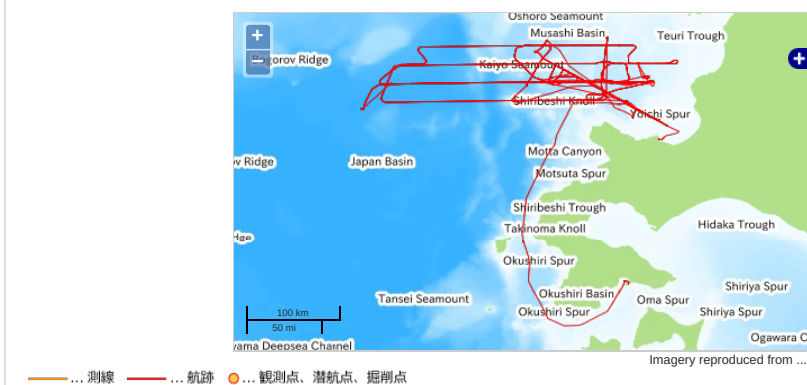 Oshoro Seamount
+
Musashi Basin
Teuri Trough
+
Bogorov Ridge
Kaiyo Seamount
−
Shiribeshi Knoll
Yoichi Spur
Motta Canyon
v Ridge
Japan Basin
Motsuta Spur
Shiribeshi Trough
Hidaka Trough
Takinoma Knoll
Okushiri Spur
Okushiri Basin
Shiriya Spur
Tansei Seamount
Oma Spur
Okushiri Spur
Shiriya Spur
100 km
50 mi
Ogawara C
yama Deepsea Channel
Imagery reproduced from ...
... 測線 ... 航跡 ... 観測点、潜航点、掘削点